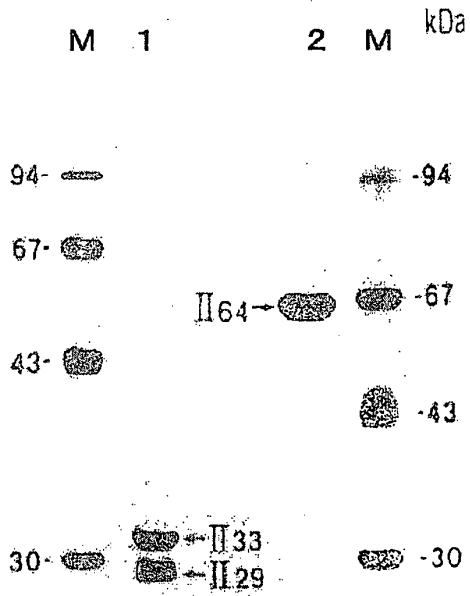 kDa
M 1 2 M
94- -94
67- -67
II64→
43- -43
←II33
30- -30
←II29